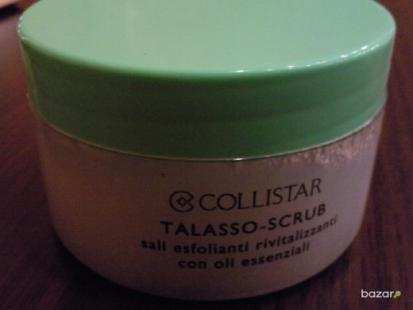 COLLISTAR
TALASSO-SCRUB
sali esfolianti rivitalizzanti
con oli essenziali
bazar